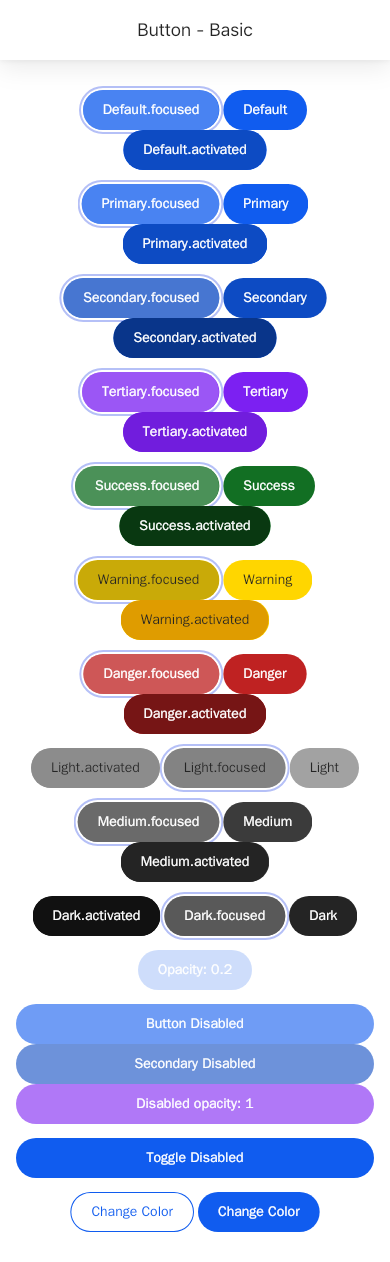 Button - Basic
Default.focused Default
Default.activated
Primary.focused Primary
Primary.activated
Secondary.focused Secondary
Secondary.activated
Tertiary.focused Tertiary
Tertiary.activated
Success.focused Success
Success.activated
Warning.focused Warning
Warning.activated
Danger.focused Danger
Danger.activated
Light.activated Light.focused Light
Medium.focused Medium
Medium.activated
Dark.activated Dark.focused Dark
Opacity: 0.2
Button Disabled
Secondary Disabled
Disabled opacity: 1
Toggle Disabled
Change Color Change Color